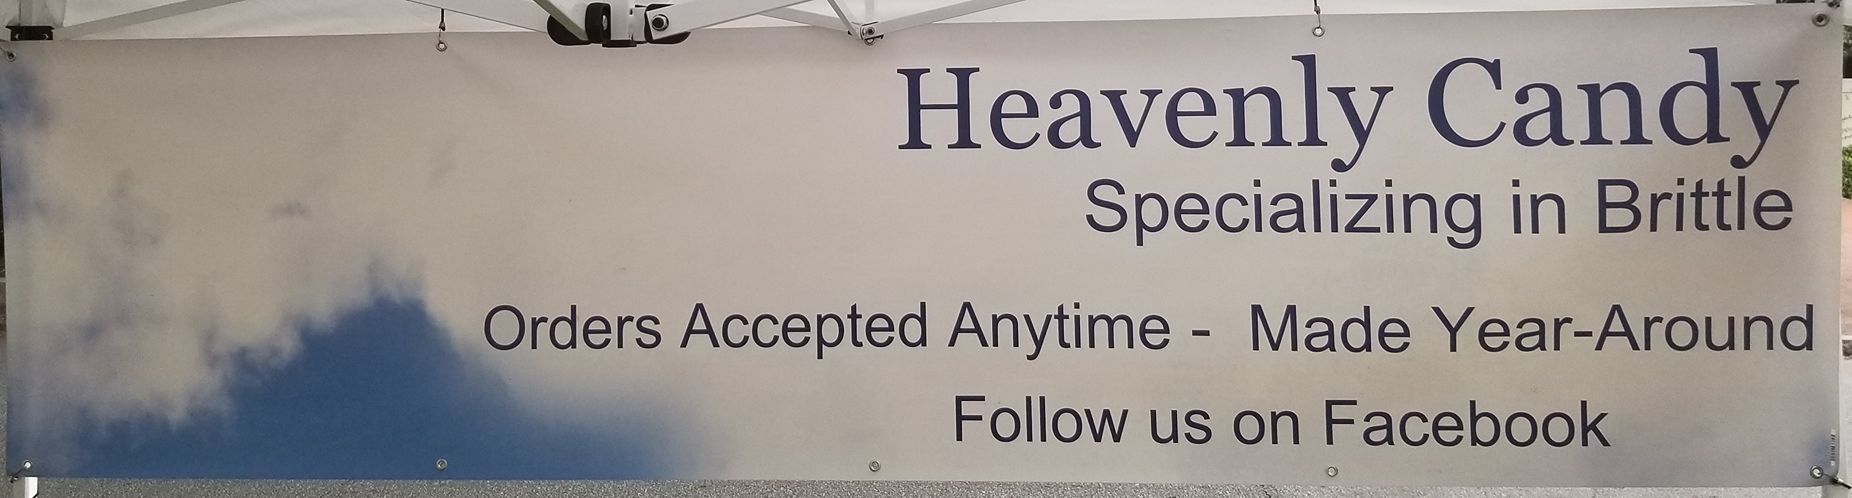 Heavenly Candy
Specializing in Brittle
Orders Accepted Anytime - Made Year-Around
Follow us on Facebook